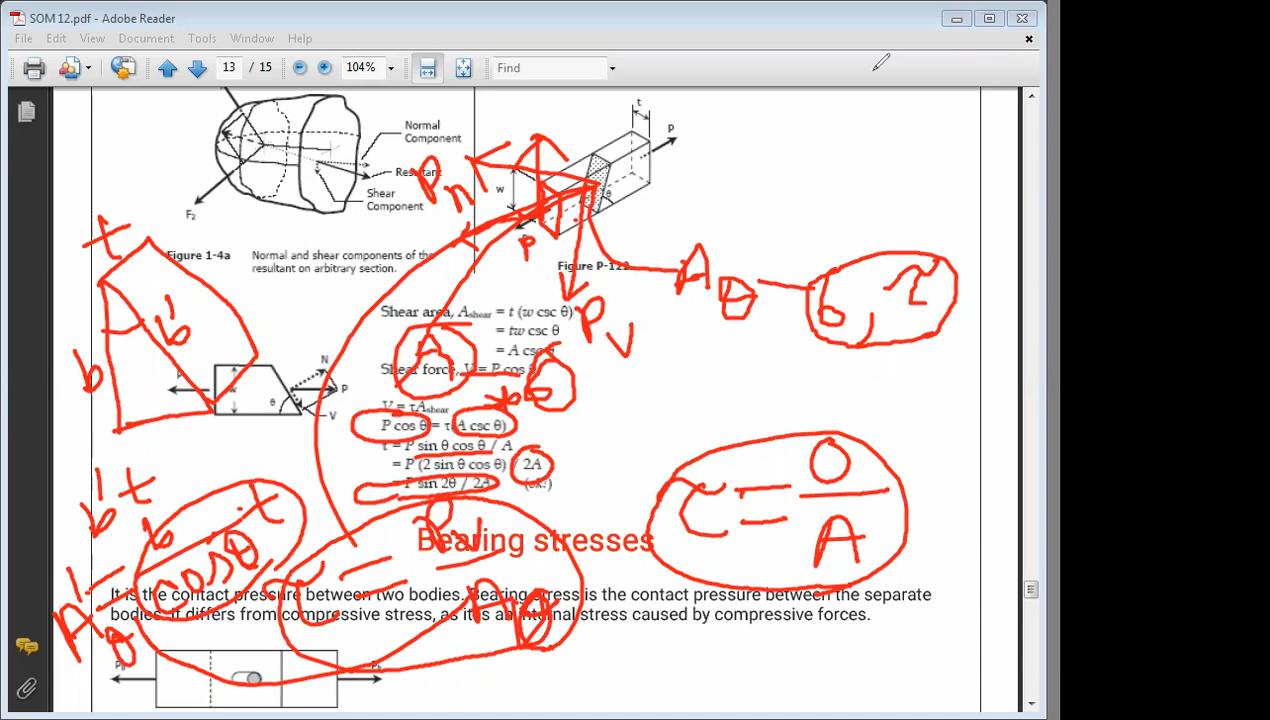 SOM 12.pdf - Adobe Reader
File Edit View Document Tools Window Help
13 / 15 104% Find
Normal
Component
Resultant
Shear
Component
F2
Figure 1-4a Normal and shear components of the
resultant on arbitrary section.
t
P
w
θ
P
Figure P-122
Pn
Pv
Aθ
σ, τ
t
b
b'
w
θ
N
P
V
Shear area, Ashear = t (w csc θ)
= tw csc θ
= A csc θ
Shear force, V = P cos θ
V = τAshear
P cos θ = τ(A csc θ)
τ = P sin θ cos θ / A
= P (2 sin θ cos θ) / 2A
= P sin 2θ / 2A (ok!)
b't
τ = 0
A
Bearing stresses
It is the contact pressure between two bodies. Bearing stress is the contact pressure between the separate
bodies. It differs from compressive stress, as it is an internal stress caused by compressive forces.